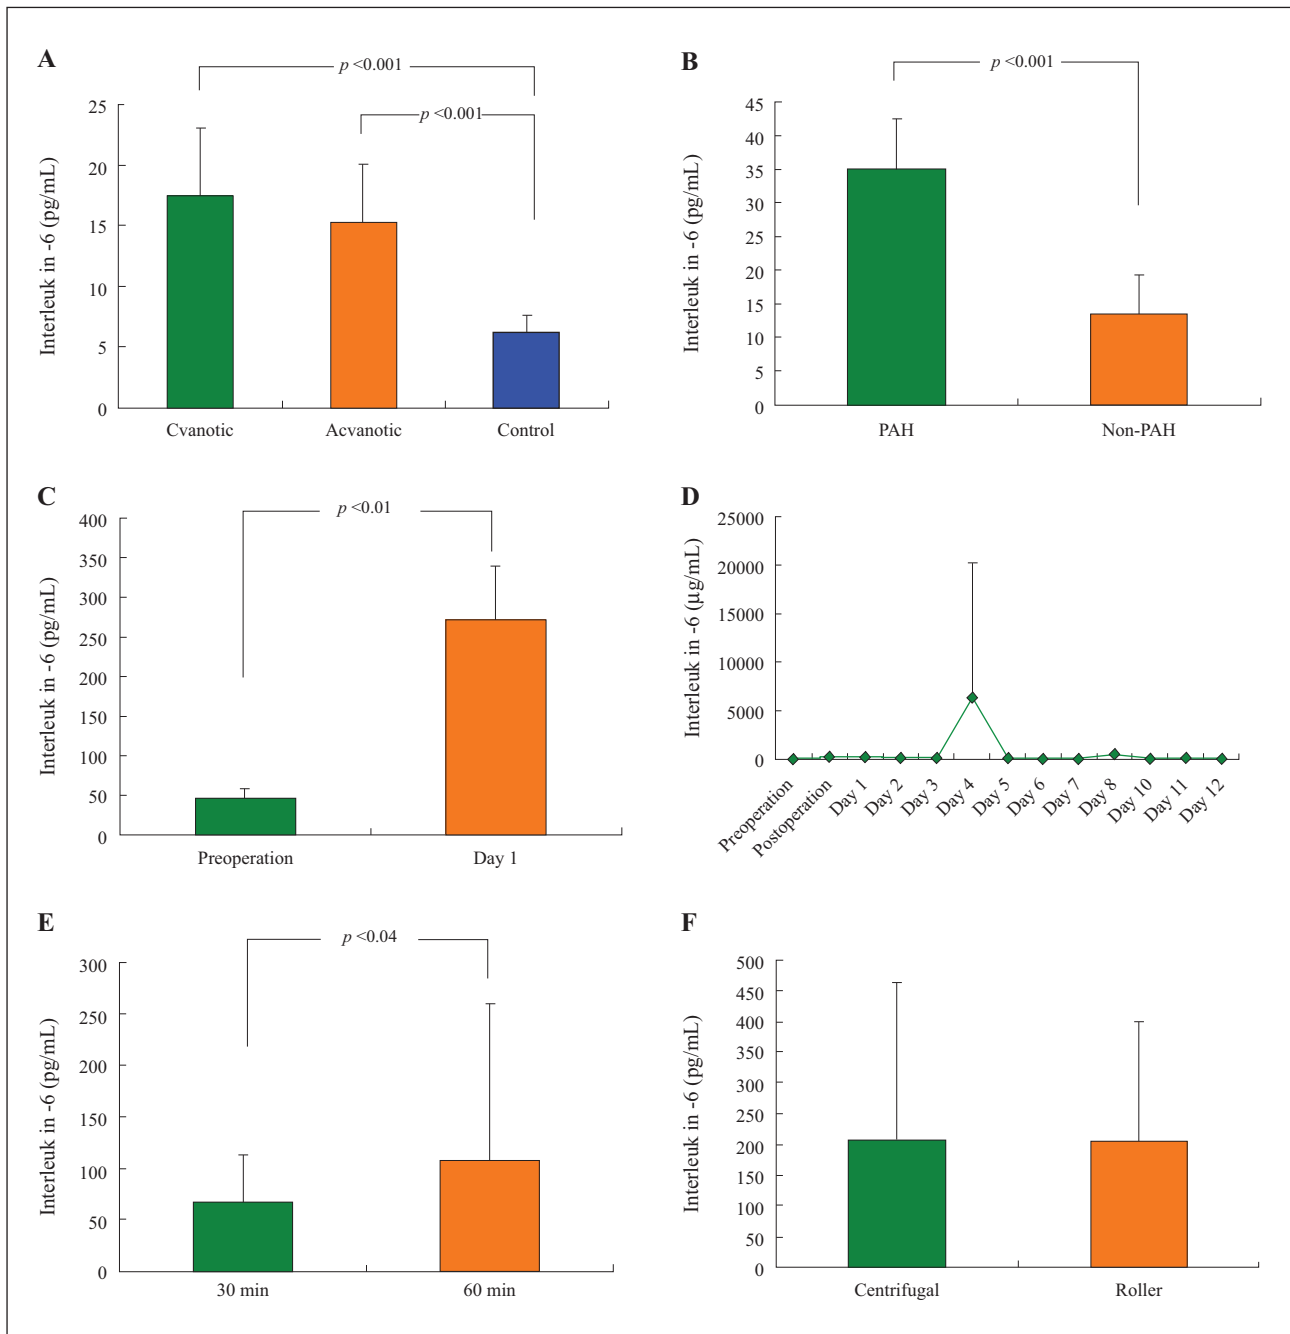 A
p <0.001
p <0.001
Interleuk in -6 (pg/mL)
25
20
15
10
5
0
Cvanotic Acvanotic Control
B
p <0.001
Interleuk in -6 (pg/mL)
45
40
35
30
25
20
15
10
5
0
PAH Non-PAH
C
p <0.01
Interleuk in -6 (pg/mL)
400
350
300
250
200
150
100
50
0
Preoperation Day 1
D
Interleuk in -6 (µg/mL)
25000
20000
15000
10000
5000
0
Preoperation
Postoperation
Day 1
Day 2
Day 3
Day 4
Day 5
Day 6
Day 7
Day 8
Day 10
Day 11
Day 12
E
p <0.04
Interleuk in -6 (pg/mL)
300
250
200
150
100
50
0
30 min 60 min
F
Interleuk in -6 (pg/mL)
500
450
400
350
300
250
200
150
100
50
0
Centrifugal Roller